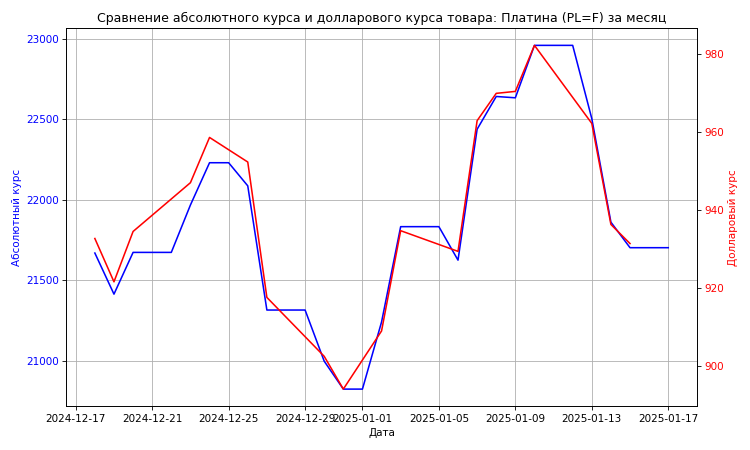 Сравнение абсолютного курса и долларового курса товара: Платина (PL=F) за месяц
23000
22500
22000
21500
21000
Абсолютный курс
980
960
940
920
900
Долларовый курс
2024-12-17 2024-12-21 2024-12-25 2024-12-29 2025-01-01 2025-01-05 2025-01-09 2025-01-13 2025-01-17
Дата